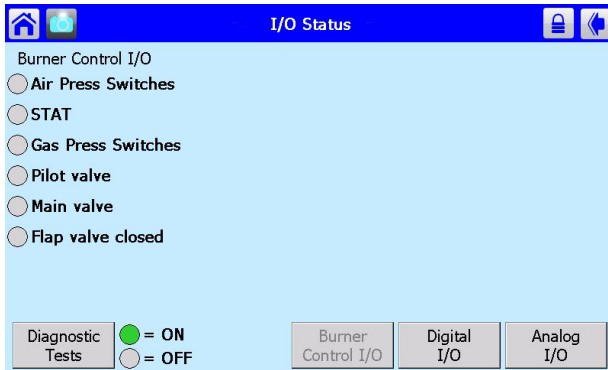 I/O Status
Burner Control I/O
Air Press Switches
STAT
Gas Press Switches
Pilot valve
Main valve
Flap valve closed
Diagnostic
Tests
= ON
= OFF
Burner
Control I/O
Digital
I/O
Analog
I/O